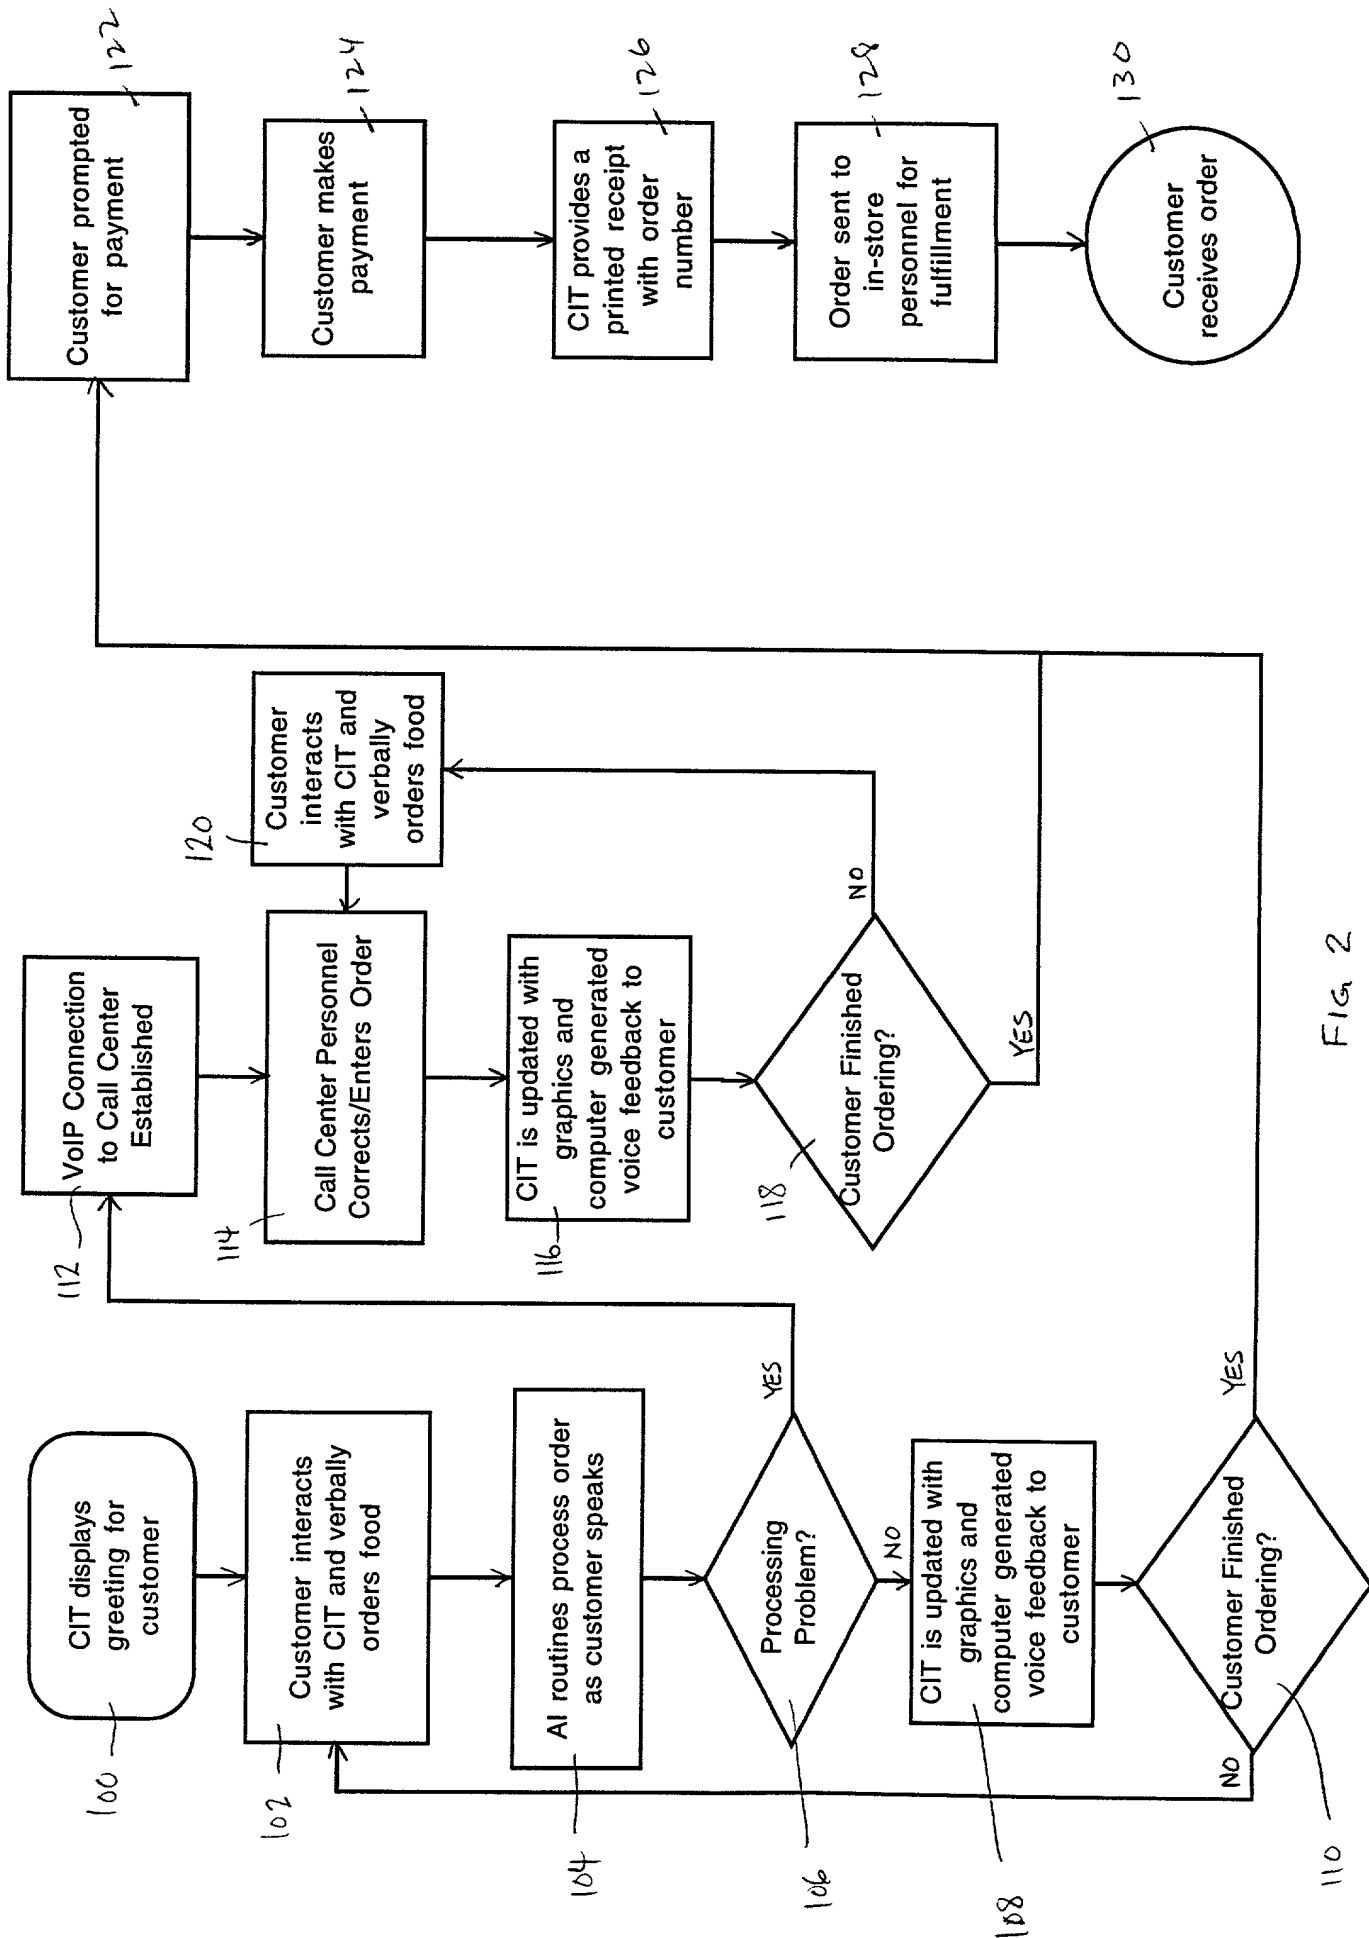 100
CIT displays
greeting for
customer
102
Customer interacts
with CIT and verbally
orders food
104
AI routines process order
as customer speaks
106
Processing
Problem?
YES
NO
108
CIT is updated with
graphics and
computer generated
voice feedback to
customer
110
Customer Finished
Ordering?
NO
YES
112
VoIP Connection
to Call Center
Established
114
Call Center Personnel
Corrects/Enters Order
116
CIT is updated with
graphics and
computer generated
voice feedback to
customer
118
Customer Finished
Ordering?
NO
YES
120
Customer
interacts
with CIT and
verbally
orders food
122
Customer prompted
for payment
124
Customer makes
payment
126
CIT provides a
printed receipt
with order
number
128
Order sent to
in-store
personnel for
fulfillment
130
Customer
receives order
FIG 2